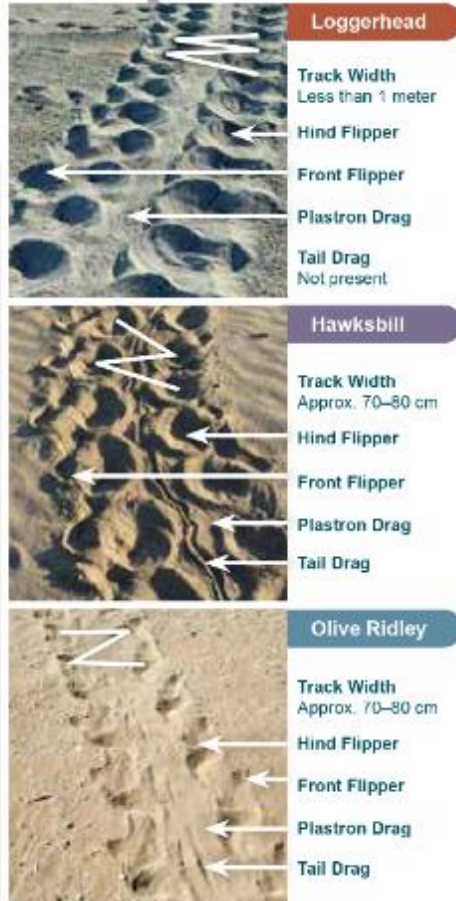 Loggerhead
Track Width
Less than 1 meter
Hind Flipper
Front Flipper
Plastron Drag
Tail Drag
Not present
Hawksbill
Track Width
Approx. 70–80 cm
Hind Flipper
Front Flipper
Plastron Drag
Tail Drag
Olive Ridley
Track Width
Approx. 70–80 cm
Hind Flipper
Front Flipper
Plastron Drag
Tail Drag